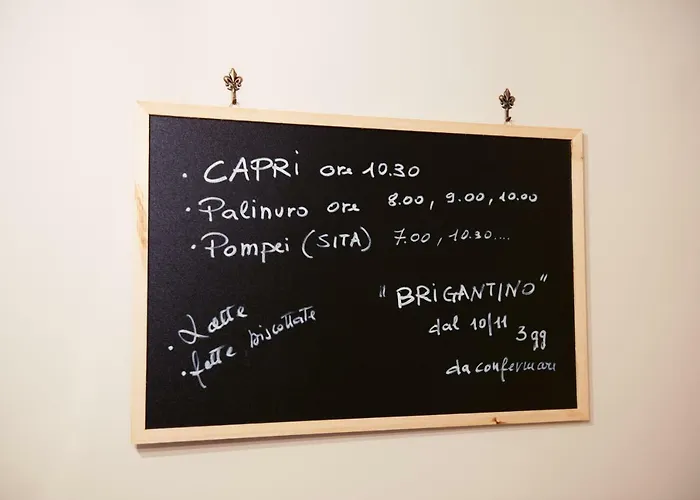 • CAPRI ore 10.30
• Palinuro ore 8.00, 9.00, 10.00
• Pompei (SITA) 7.00, 10.30....
"BRIGANTINO"
dal 10/11 3gg
da confermare
• Latte
• fette biscottate